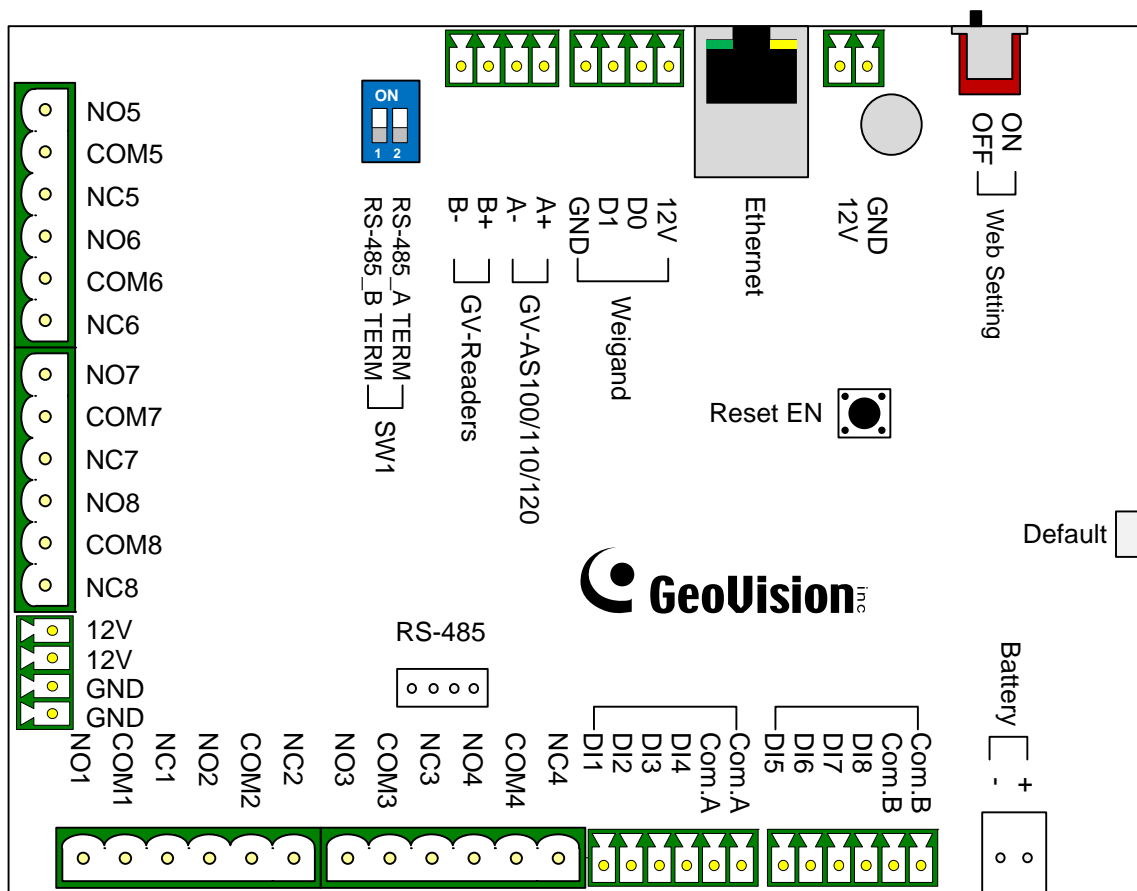 NO5
COM5
NC5
NO6
COM6
NC6
NO7
COM7
NC7
NO8
COM8
NC8
12V
12V
GND
GND
ON
1 2
RS-485_B TERM
RS-485_A TERM
SW1
B-
B+
GV-Readers
A-
A+
GV-AS100/110/120
GND
D1
D0
12V
Weigand
Ethernet
12V
GND
OFF
ON
Web Setting
Reset EN
Default
GeoVision inc
RS-485
Battery
-
+
NO1
COM1
NC1
NO2
COM2
NC2
NO3
COM3
NC3
NO4
COM4
NC4
DI1
DI2
DI3
DI4
Com.A
Com.A
DI5
DI6
DI7
DI8
Com.B
Com.B